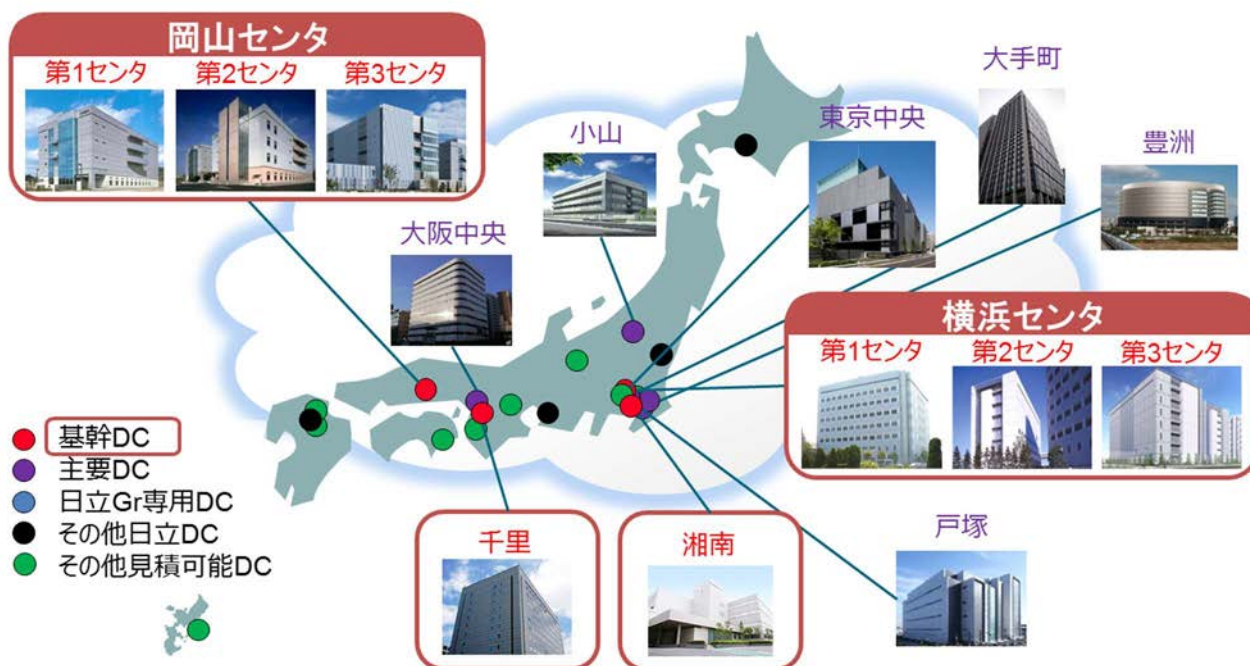 岡山センタ
第1センタ 第2センタ 第3センタ
大手町
小山
東京中央
豊洲
大阪中央
横浜センタ
第1センタ 第2センタ 第3センタ
基幹DC
主要DC
日立Gr専用DC
その他日立DC
その他見積可能DC
千里
湘南
戸塚